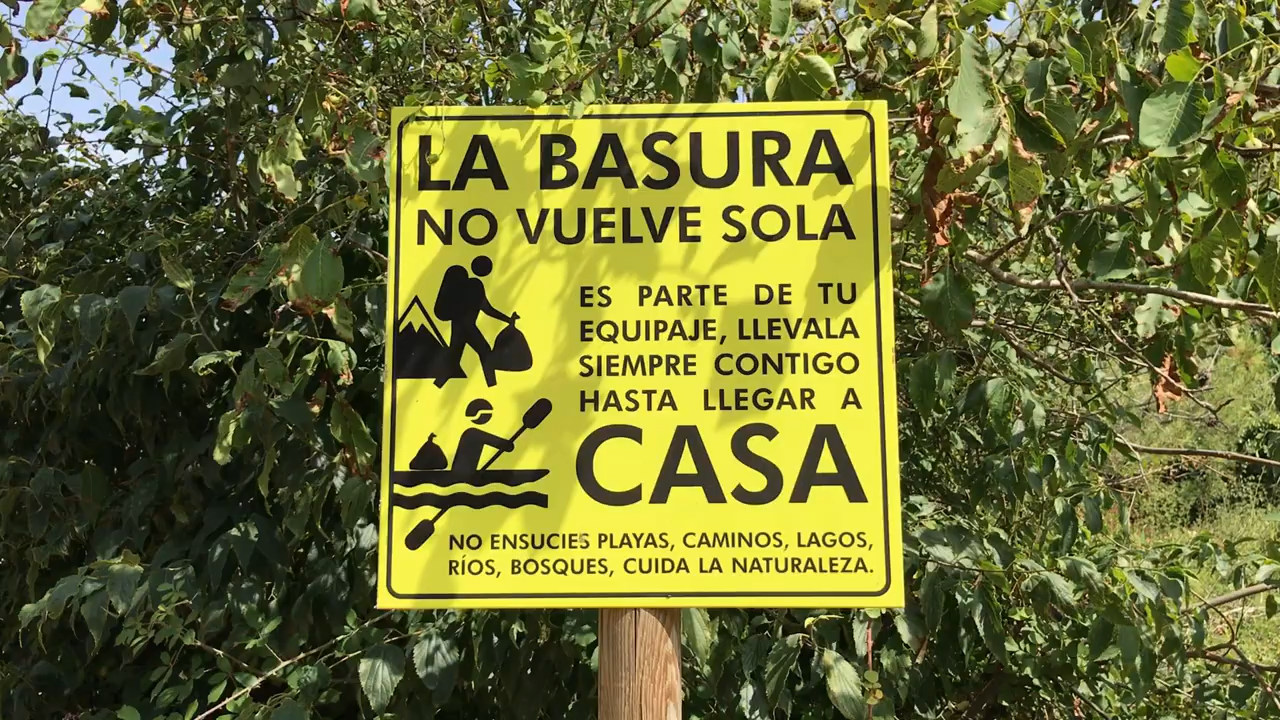 LA BASURA
NO VUELVE SOLA
ES PARTE DE TU
EQUIPAJE, LLEVALA
SIEMPRE CONTIGO
HASTA LLEGAR A
CASA
NO ENSUCIES PLAYAS, CAMINOS, LAGOS,
RÍOS, BOSQUES, CUIDA LA NATURALEZA.